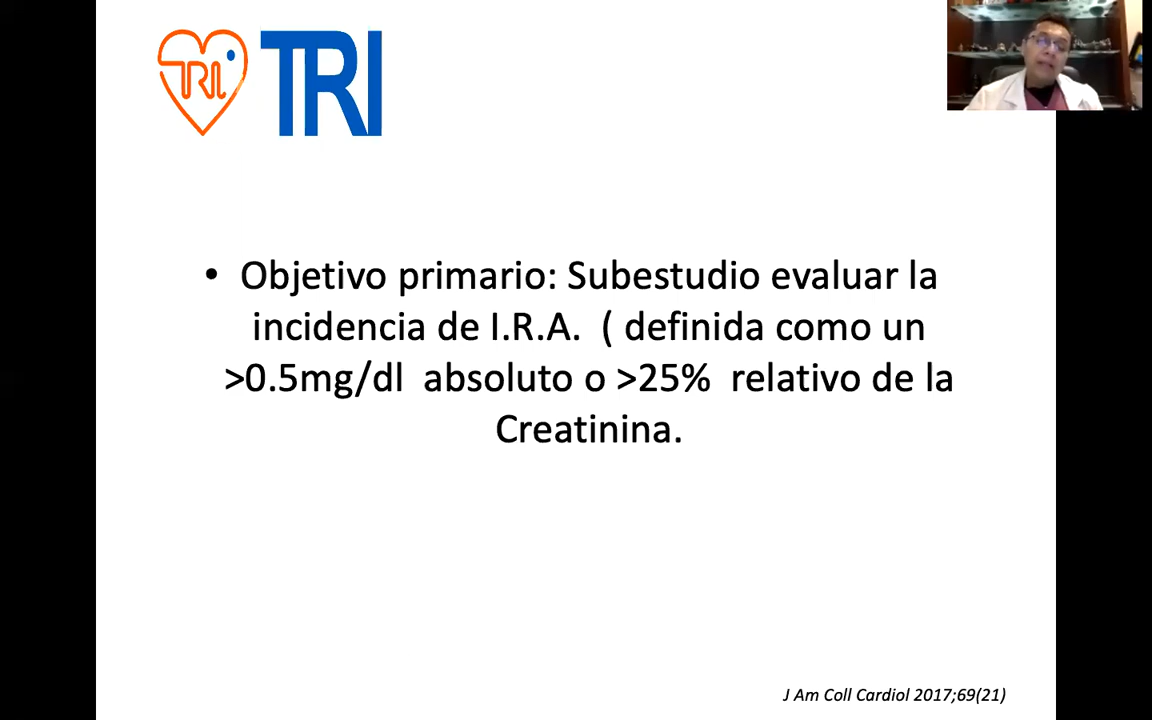 TRI
TRI
• Objetivo primario: Subestudio evaluar la
incidencia de I.R.A. ( definida como un
>0.5mg/dl absoluto o >25% relativo de la
Creatinina.
J Am Coll Cardiol 2017;69(21)